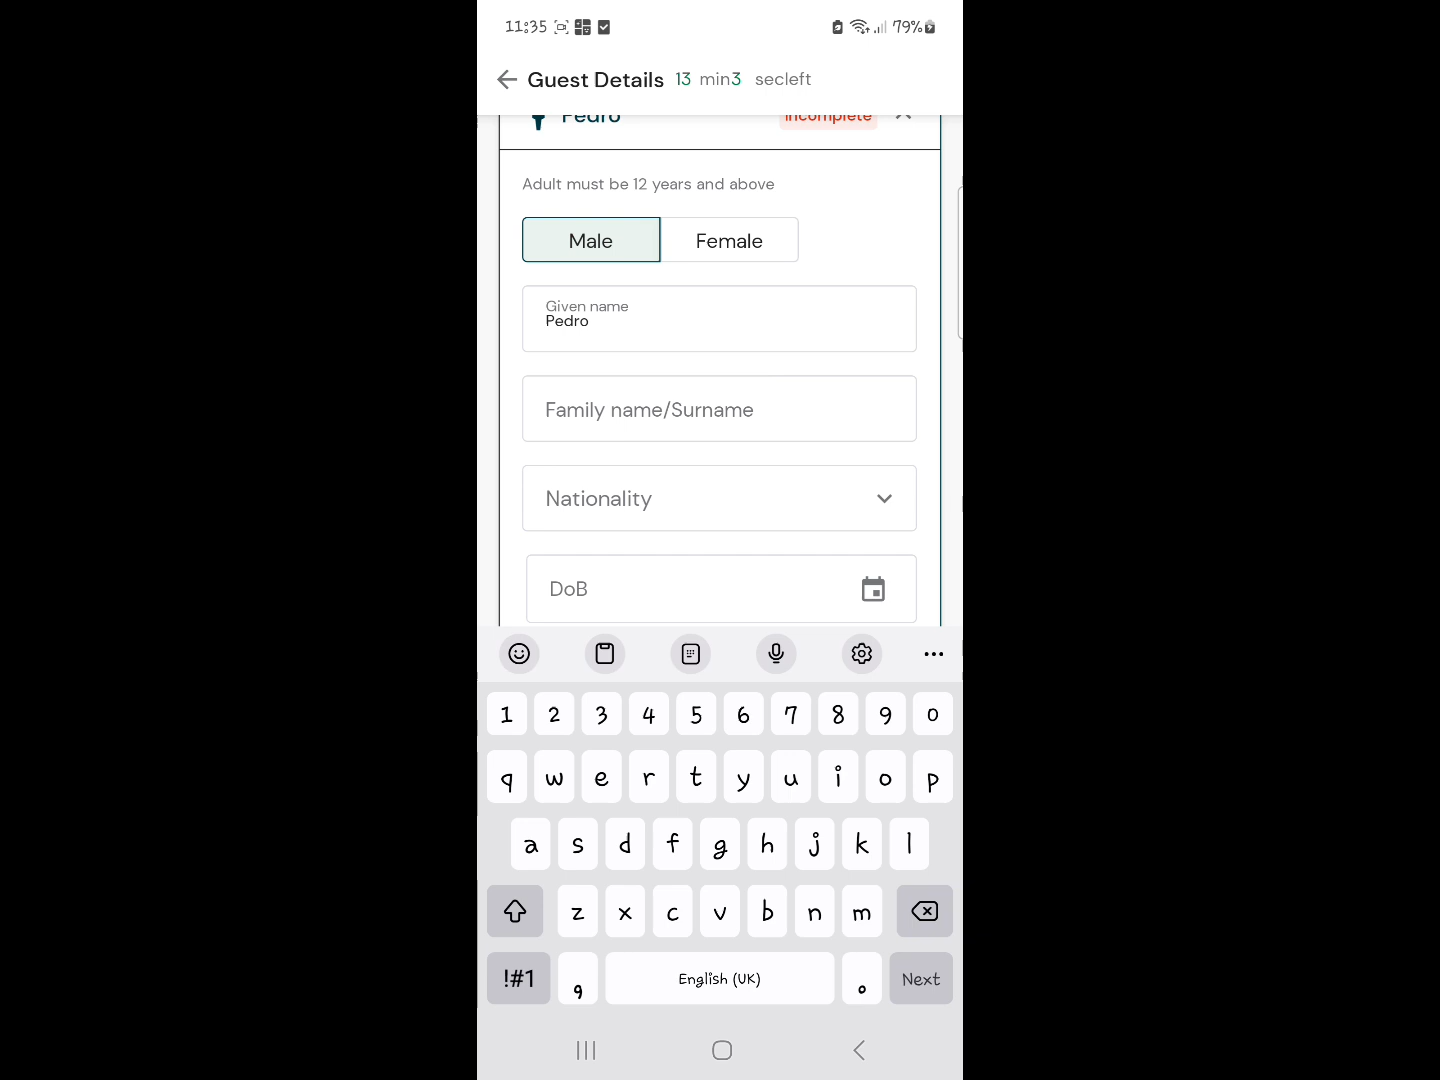 11:35 79%
Guest Details 13 min3 secleft
Pedro Incomplete
Adult must be 12 years and above
Male Female
Given name
Pedro
Family name/Surname
Nationality
DoB
1 2 3 4 5 6 7 8 9 0
q w e r t y u i o p
a s d f g h j k l
z x c v b n m
!#1 , English (UK) . Next